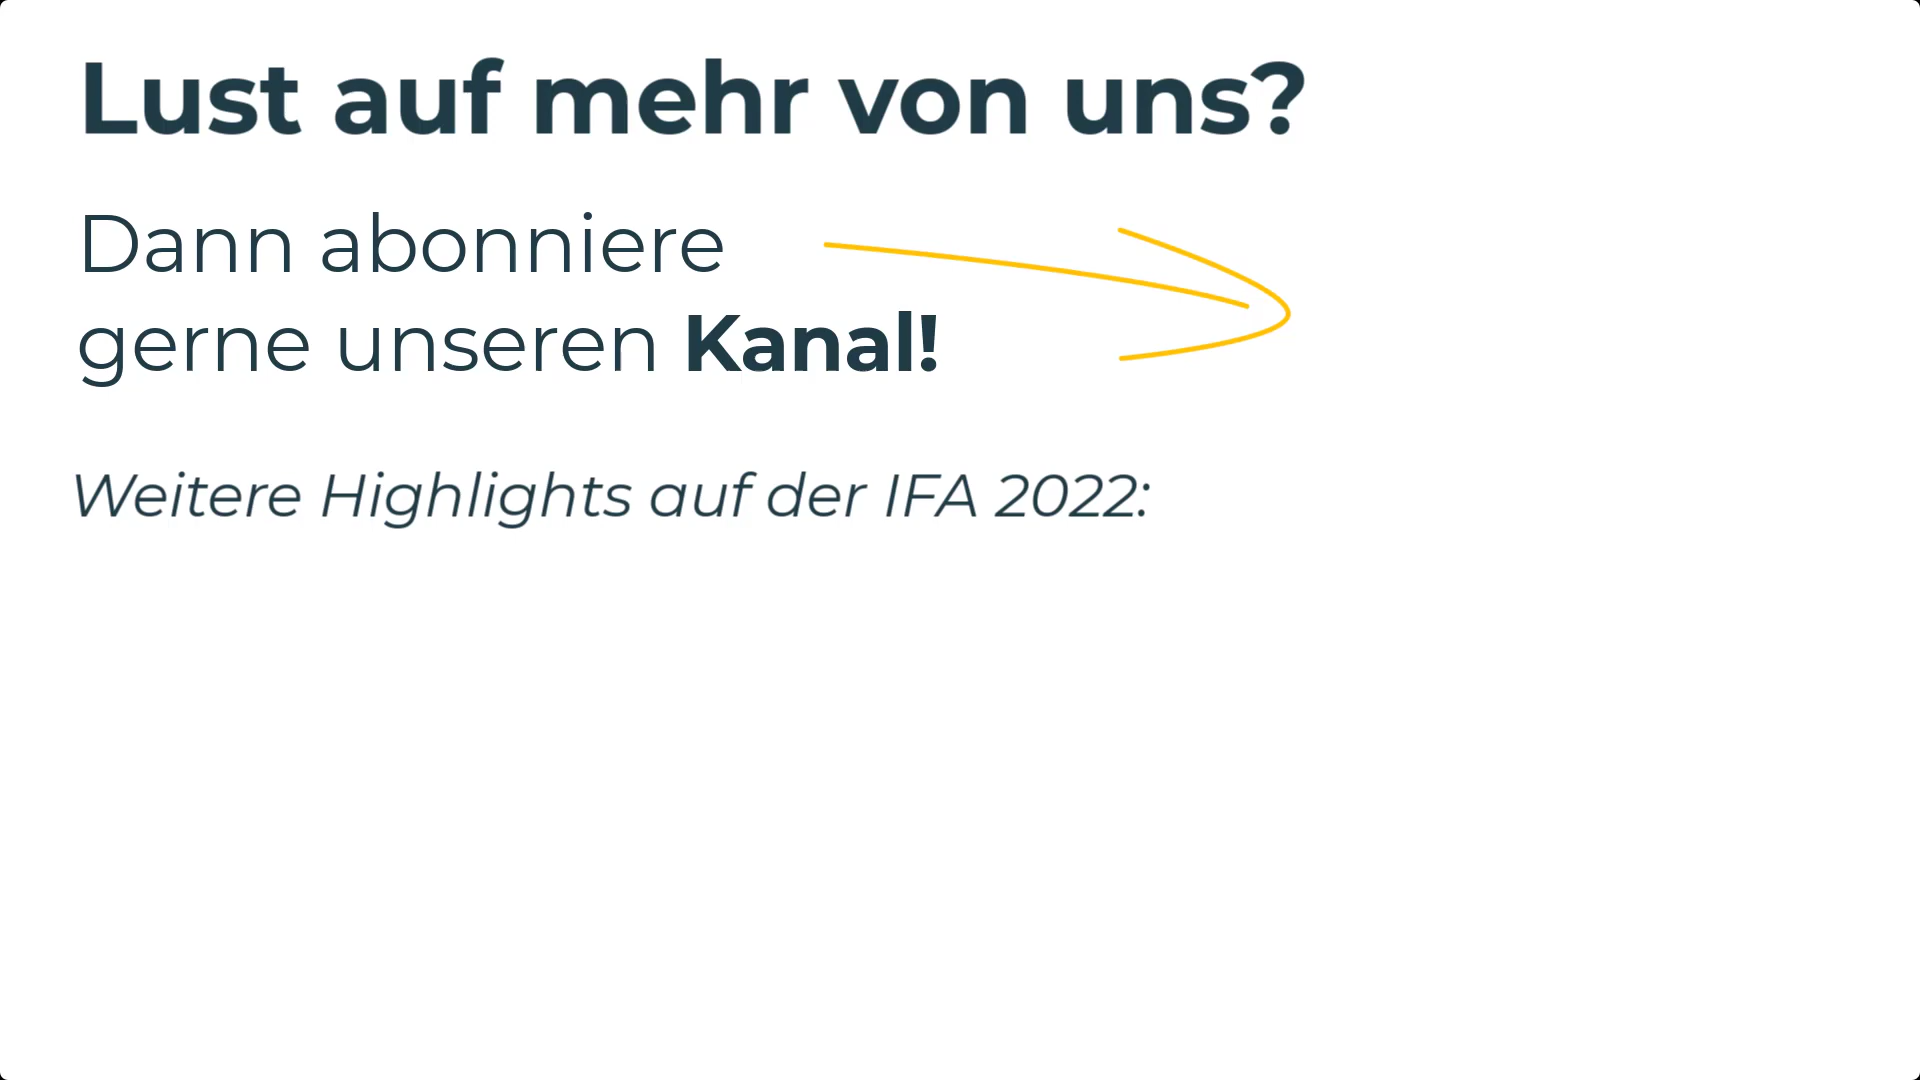 Lust auf mehr von uns?
Dann abonniere
gerne unseren Kanal!
Weitere Highlights auf der IFA 2022: